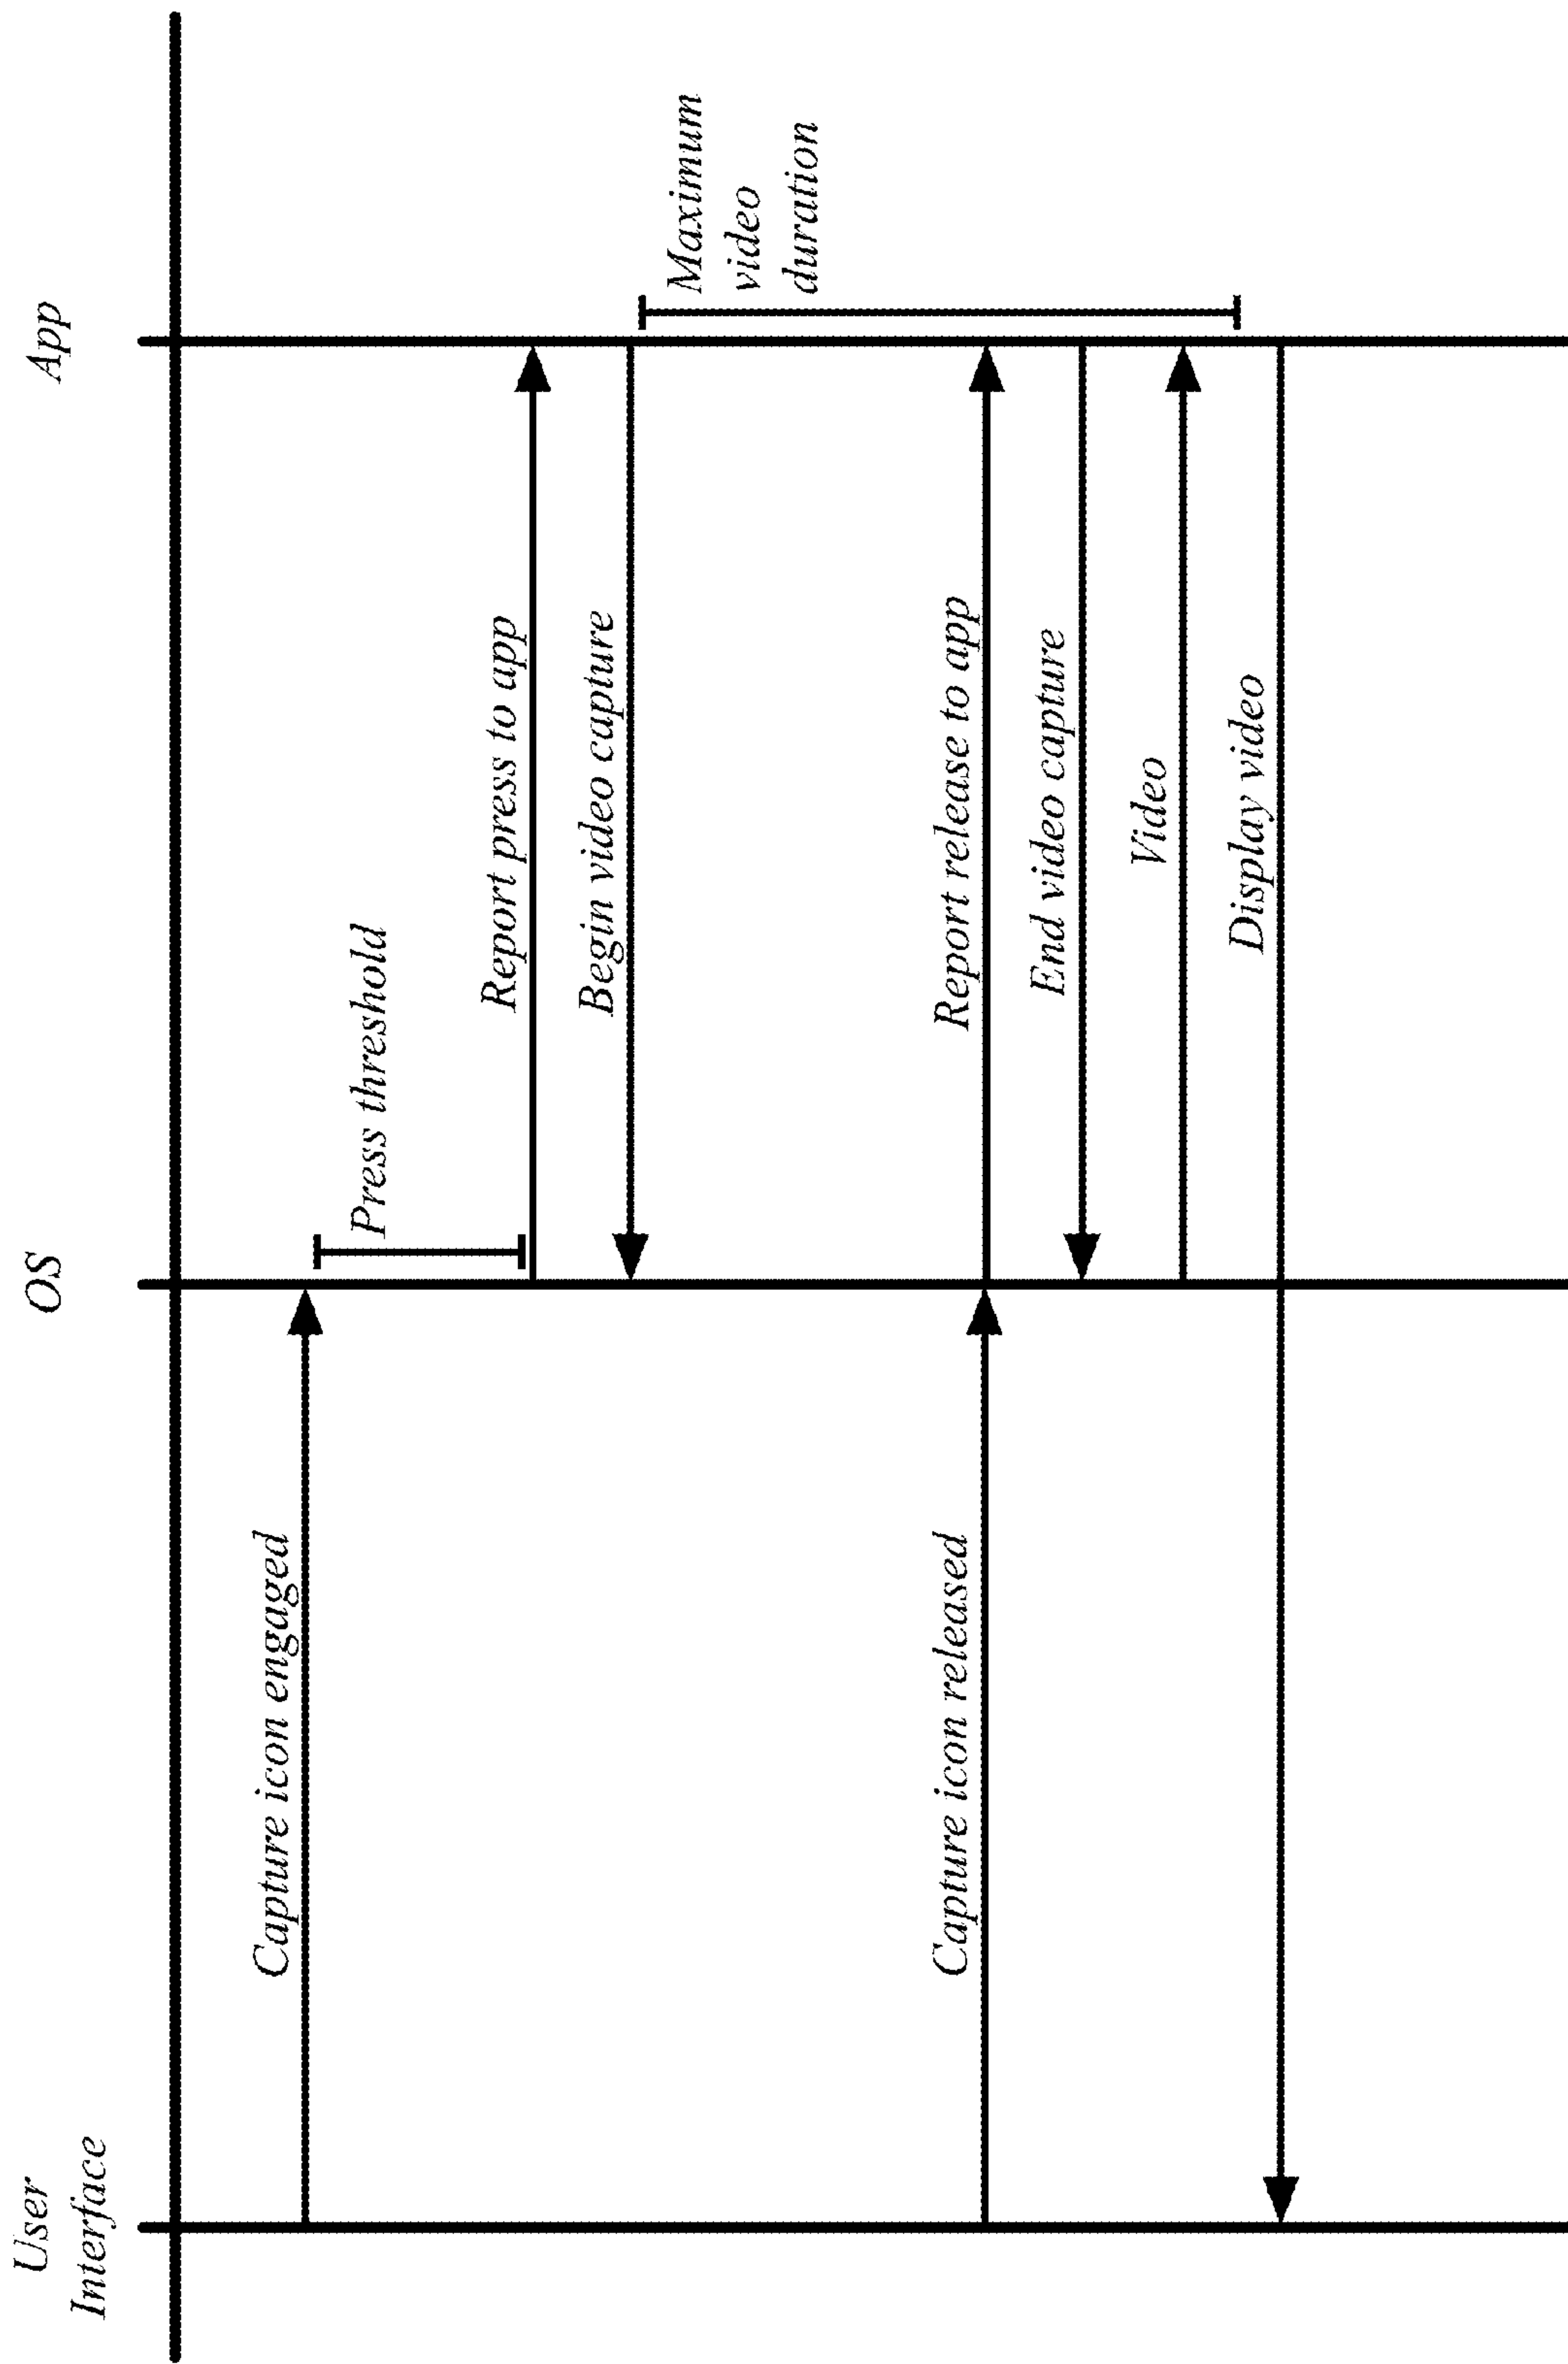 User
Interface
OS
App
Capture icon engaged
Press threshold
Report press to app
Begin video capture
Maximum
video
duration
Capture icon released
Report release to app
End video capture
Video
Display video